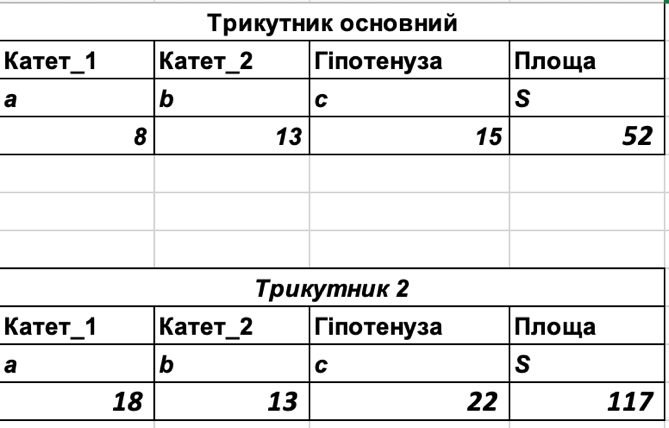 Трикутник основний
Катет_1 Катет_2 Гіпотенуза Площа
a b c S
8 13 15 52
Трикутник 2
Катет_1 Катет_2 Гіпотенуза Площа
a b c S
18 13 22 117